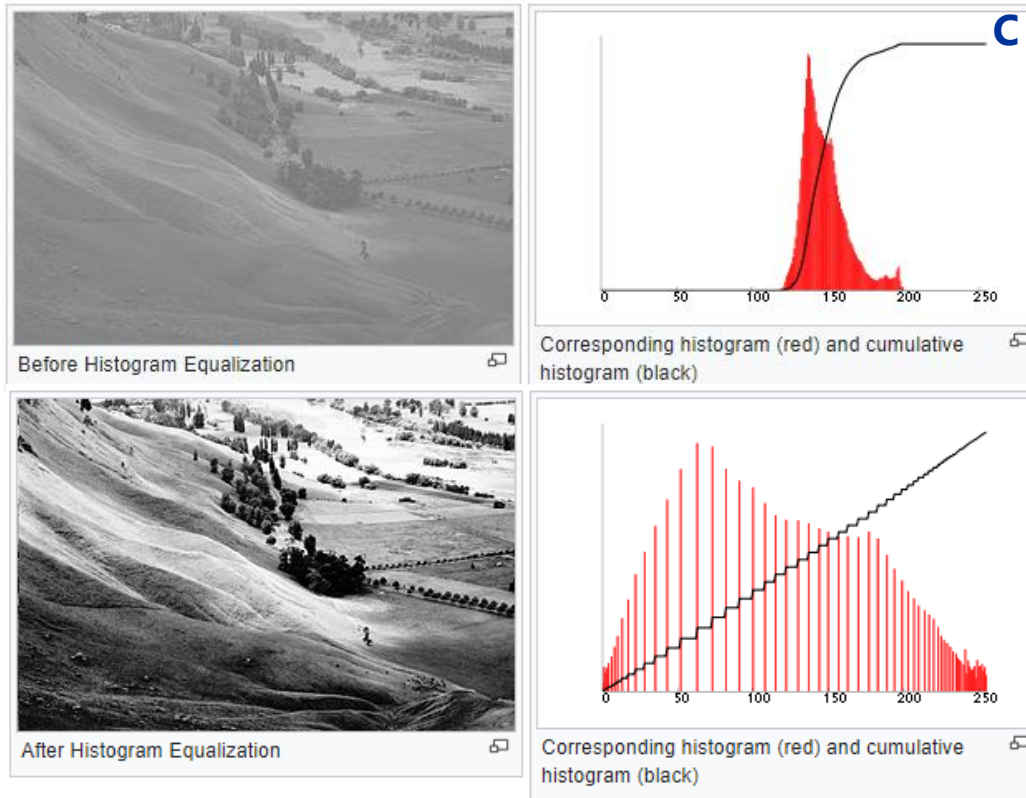 C
0 50 100 150 200 250
Before Histogram Equalization
Corresponding histogram (red) and cumulative
histogram (black)
0 50 100 150 200 250
After Histogram Equalization
Corresponding histogram (red) and cumulative
histogram (black)